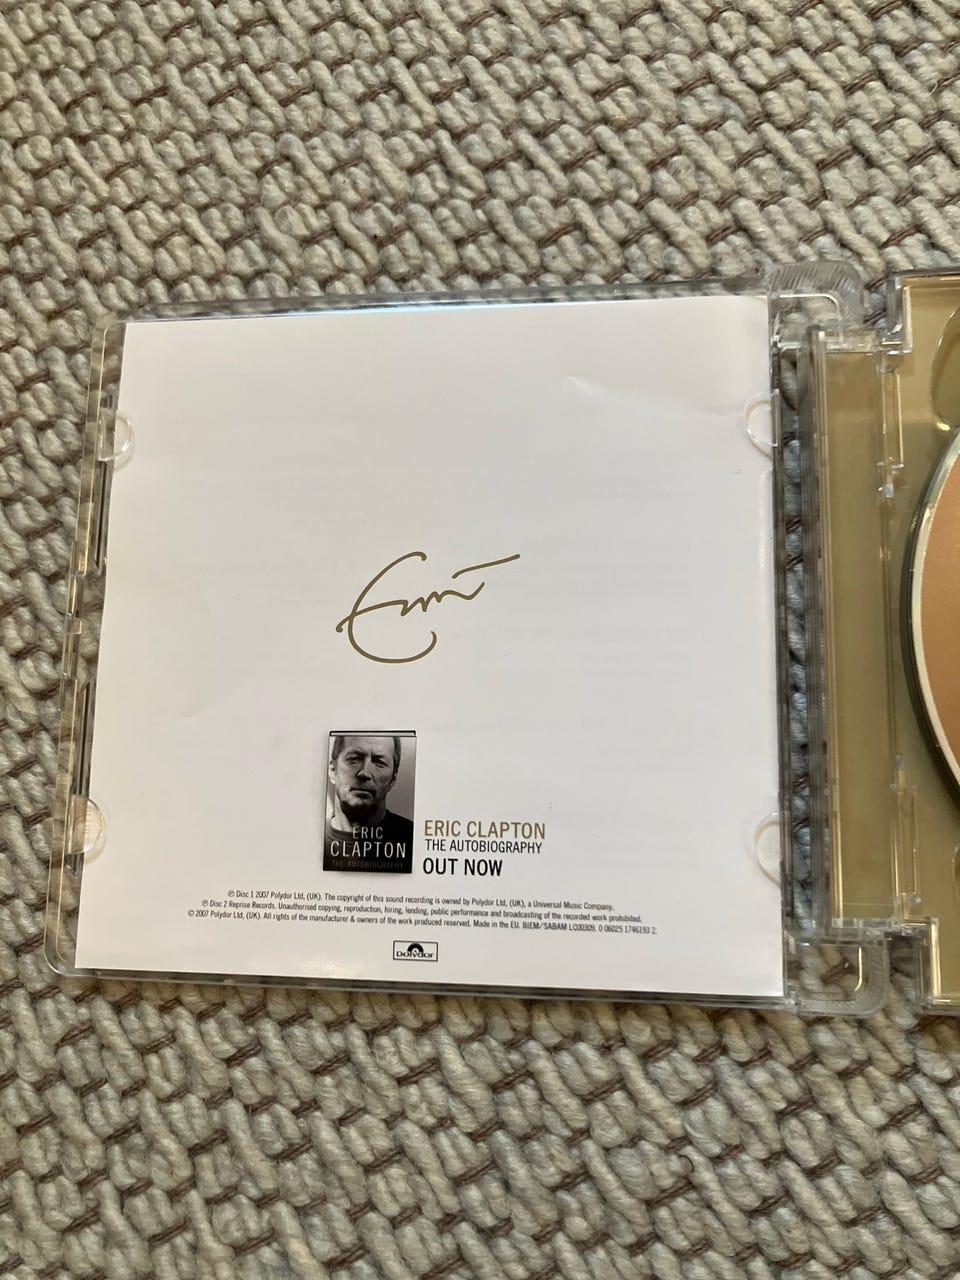 Eric
ERIC
CLAPTON
THE AUTOBIOGRAPHY
ERIC CLAPTON
THE AUTOBIOGRAPHY
OUT NOW
℗ Disc 1 2007 Polydor Ltd, (UK). The copyright of this sound recording is owned by Polydor Ltd, (UK), a Universal Music Company.
℗ Disc 2 Reprise Records. Unauthorised copying, reproduction, hiring, lending, public performance and broadcasting of the recorded work prohibited.
© 2007 Polydor Ltd, (UK). All rights of the manufacturer & owners of the work produced reserved. Made in the EU. BIEM/SABAM LC00309. 0 06025 1746193 2.
Polydor